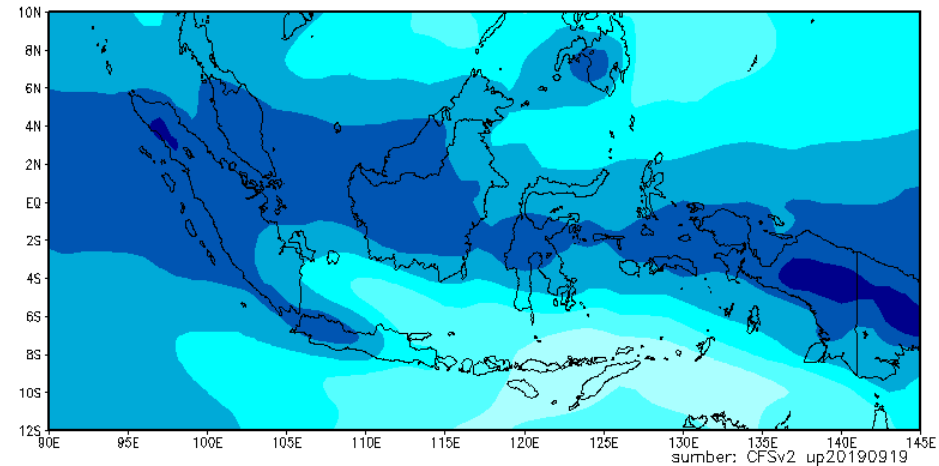 10N
8N
6N
4N
2N
EQ
2S
4S
6S
8S
10S
12S
90E 95E 100E 105E 110E 115E 120E 125E 130E 135E 140E 145E
sumber: CFSv2 up20190919